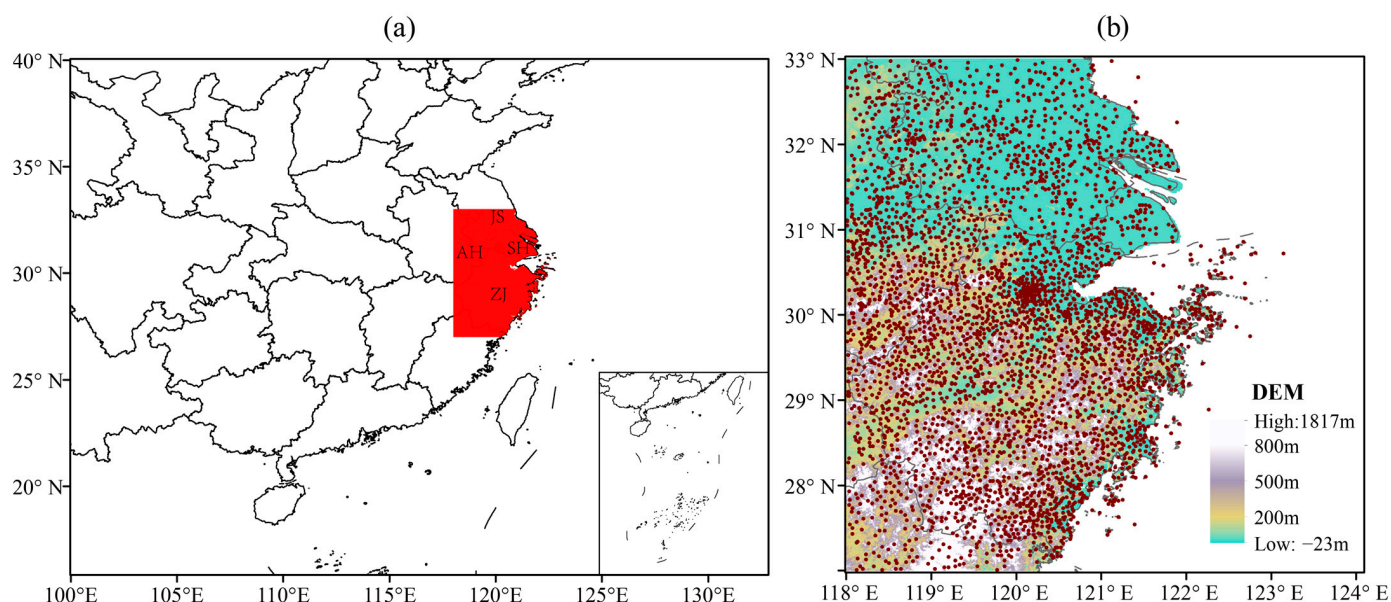 (a)
(b)
40° N
35° N
30° N
25° N
20° N
100°E
105°E
110°E
115°E
120°E
125°E
130°E
JS
AH
SH
ZJ
33° N
32° N
31° N
30° N
29° N
28° N
118° E
119° E
120° E
121° E
122° E
123° E
124° E
DEM
High:1817m
800m
500m
200m
Low: −23m